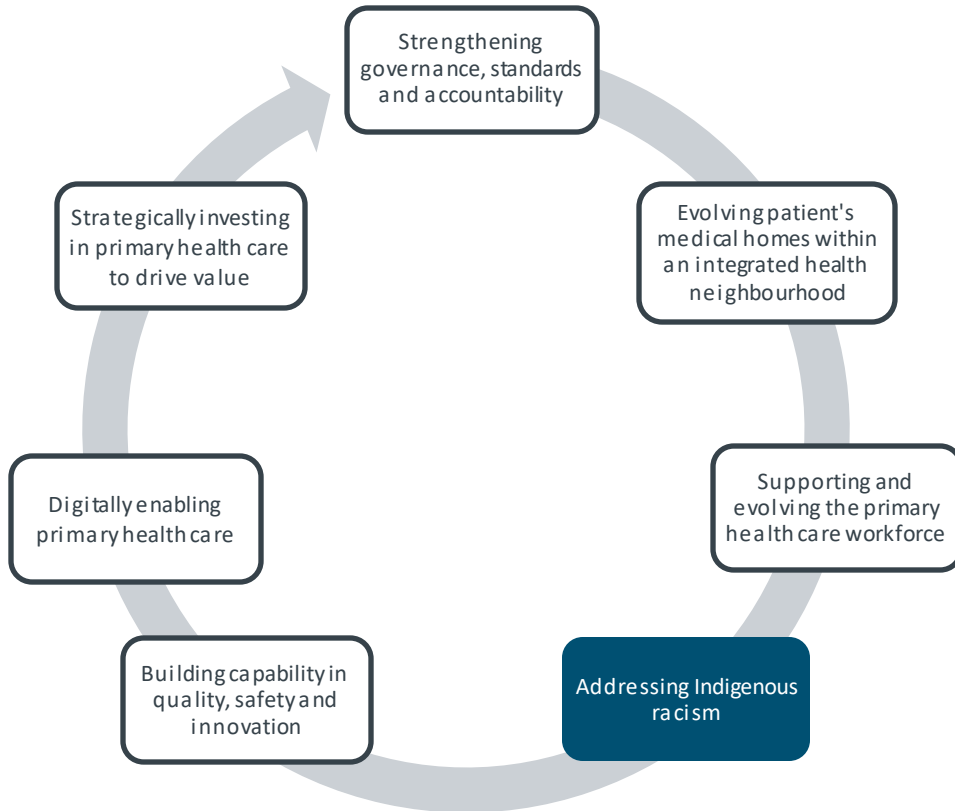 Strengthening
governance, standards
and accountability
Evolving patient's
medical homes within
an integrated health
neighbourhood
Supporting and
evolving the primary
health care workforce
Addressing Indigenous
racism
Building capability in
quality, safety and
innovation
Digitally enabling
primary health care
Strategically investing
in primary health care
to drive value